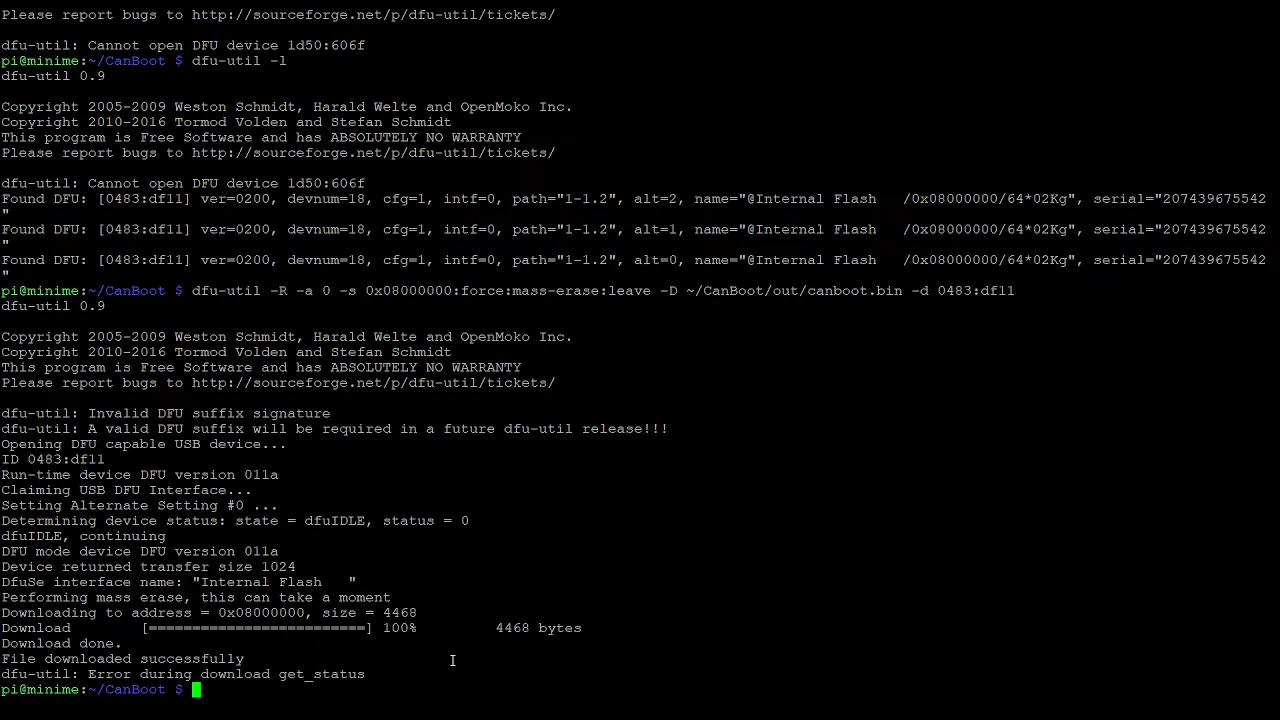 Please report bugs to http://sourceforge.net/p/dfu-util/tickets/
dfu-util: Cannot open DFU device 1d50:606f
pi@minime:~/CanBoot $ dfu-util -l
dfu-util 0.9
Copyright 2005-2009 Weston Schmidt, Harald Welte and OpenMoko Inc.
Copyright 2010-2016 Tormod Volden and Stefan Schmidt
This program is Free Software and has ABSOLUTELY NO WARRANTY
Please report bugs to http://sourceforge.net/p/dfu-util/tickets/
dfu-util: Cannot open DFU device 1d50:606f
Found DFU: [0483:df11] ver=0200, devnum=18, cfg=1, intf=0, path="1-1.2", alt=2, name="@Internal Flash   /0x08000000/64*02Kg", serial="207439675542
"
Found DFU: [0483:df11] ver=0200, devnum=18, cfg=1, intf=0, path="1-1.2", alt=1, name="@Internal Flash   /0x08000000/64*02Kg", serial="207439675542
"
Found DFU: [0483:df11] ver=0200, devnum=18, cfg=1, intf=0, path="1-1.2", alt=0, name="@Internal Flash   /0x08000000/64*02Kg", serial="207439675542
"
pi@minime:~/CanBoot $ dfu-util -R -a 0 -s 0x08000000:force:mass-erase:leave -D ~/CanBoot/out/canboot.bin -d 0483:df11
dfu-util 0.9
Copyright 2005-2009 Weston Schmidt, Harald Welte and OpenMoko Inc.
Copyright 2010-2016 Tormod Volden and Stefan Schmidt
This program is Free Software and has ABSOLUTELY NO WARRANTY
Please report bugs to http://sourceforge.net/p/dfu-util/tickets/
dfu-util: Invalid DFU suffix signature
dfu-util: A valid DFU suffix will be required in a future dfu-util release!!!
Opening DFU capable USB device...
ID 0483:df11
Run-time device DFU version 011a
Claiming USB DFU Interface...
Setting Alternate Setting #0 ...
Determining device status: state = dfuIDLE, status = 0
dfuIDLE, continuing
DFU mode device DFU version 011a
Device returned transfer size 1024
DfuSe interface name: "Internal Flash   "
Performing mass erase, this can take a moment
Downloading to address = 0x08000000, size = 4468
Download        [=========================] 100%         4468 bytes
Download done.
File downloaded successfully
dfu-util: Error during download get_status
pi@minime:~/CanBoot $